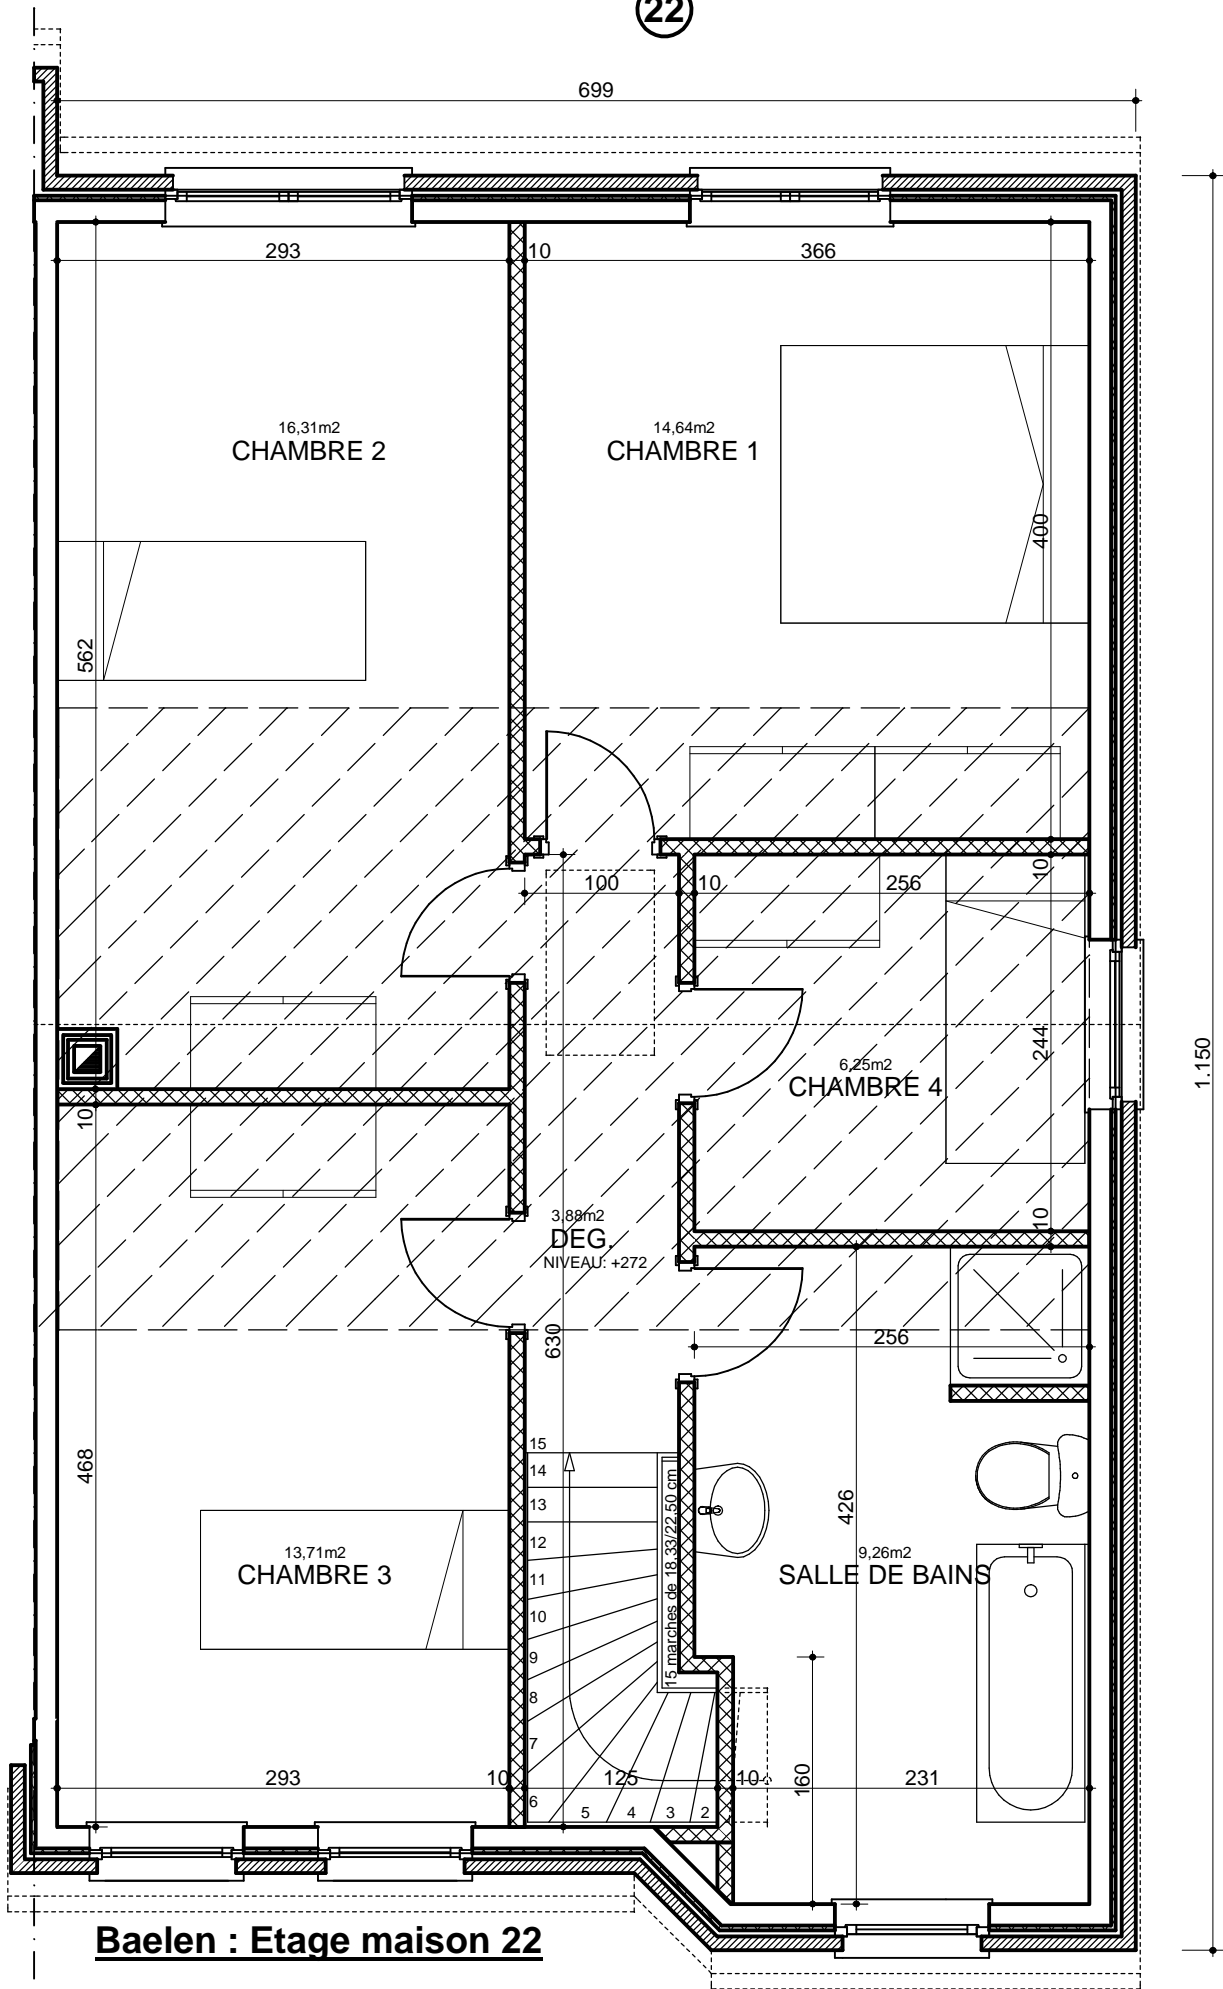 22
699
293
10
366
16,31m2
CHAMBRE 2
14,64m2
CHAMBRE 1
400
562
10
100
10
256
244
1.150
6,25m2
CHAMBRE 4
10
10
3,88m2
DEG.
NIVEAU: +272
630
256
468
15
14
13
12
11
10
9
8
7
6
5
4
3
2
15 marches de 18.33/22.50 cm
426
13,71m2
CHAMBRE 3
9,26m2
SALLE DE BAINS
293
10
125
10
160
231
Baelen : Etage maison 22